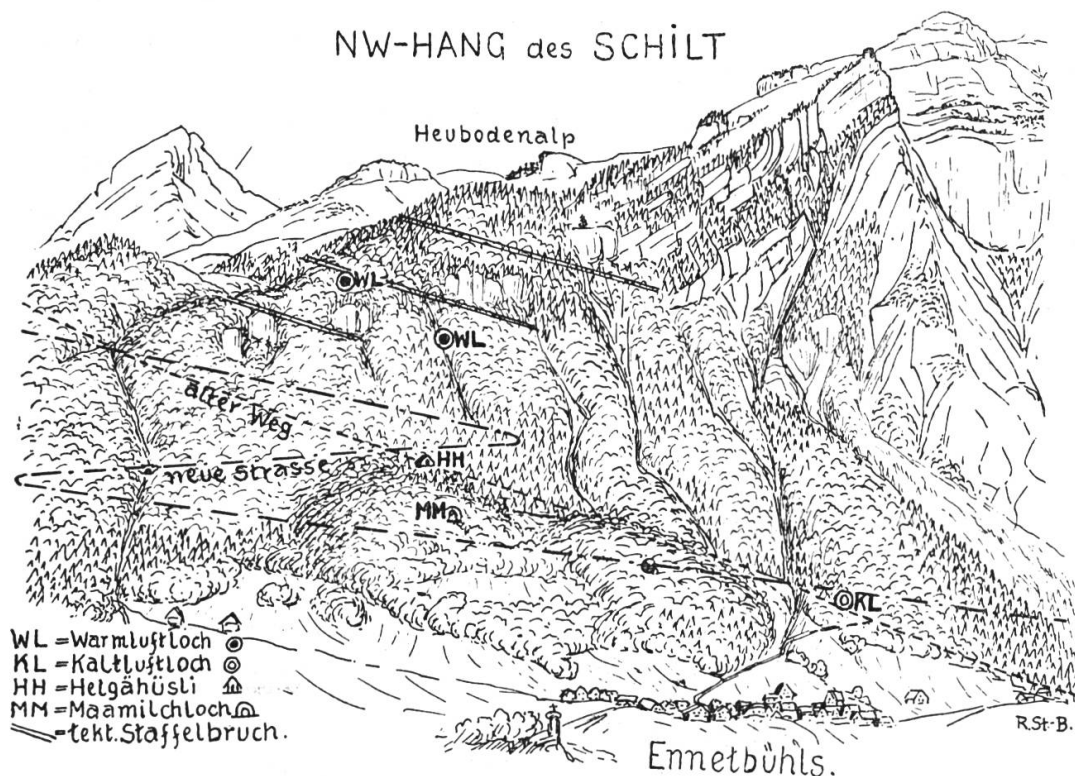 NW-HANG des SCHILT
Heubodenalp
WL
WL
alter Weg
HH
neue Strasse
MM
KL
WL = Warmluftloch
KL = Kaltluftloch
HH = Helgähüsli
MM = Maamilchloch
= tekt. Staffelbruch.
R.St-B.
Ennetbühls.